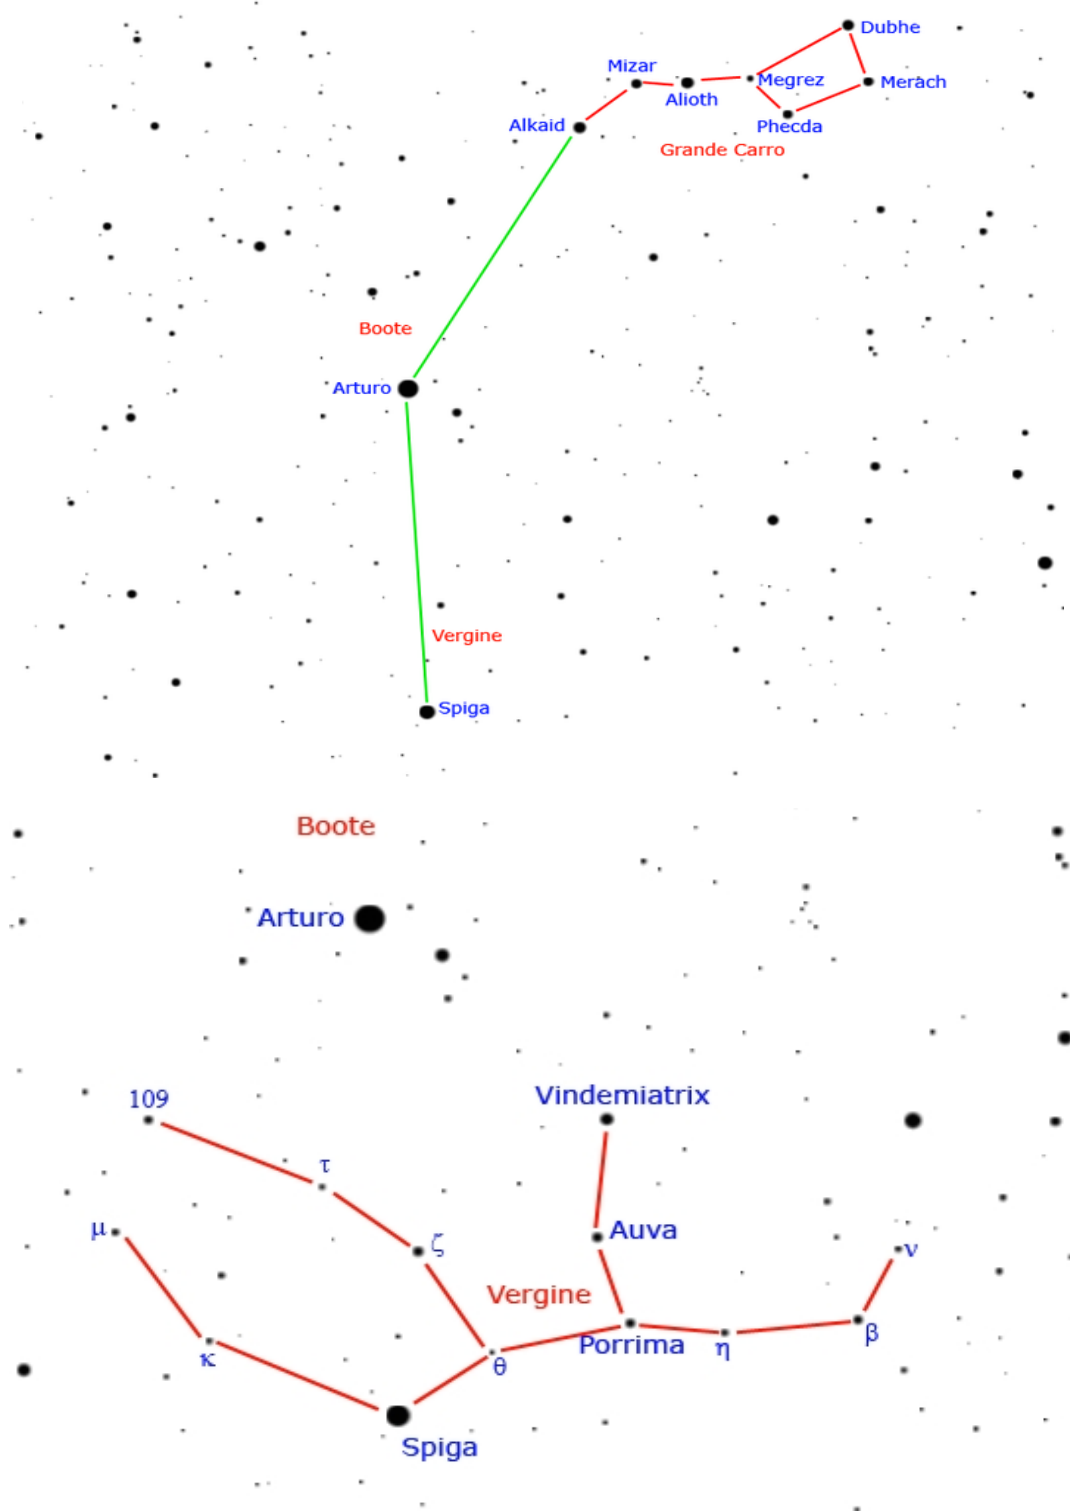 Dubhe
Mizar
Megrez
Merach
Alioth
Alkaid
Phecda
Grande Carro
Boote
Arturo
Vergine
Spiga
Boote
Arturo
Vindemiatrix
109
τ
μ
Auva
ζ
ν
Vergine
Porrima
β
η
κ
θ
Spiga